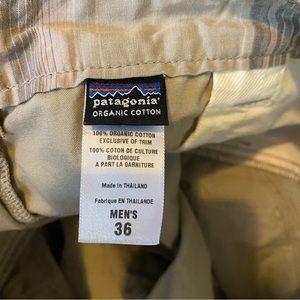 patagonia®
ORGANIC COTTON
100% ORGANIC COTTON
EXCLUSIVE OF TRIM
100% COTON DE CULTURE
BIOLOGIQUE
A PART LA GARNITURE
Made in THAILAND
Fabriqué EN THAILANDE
MEN'S
36